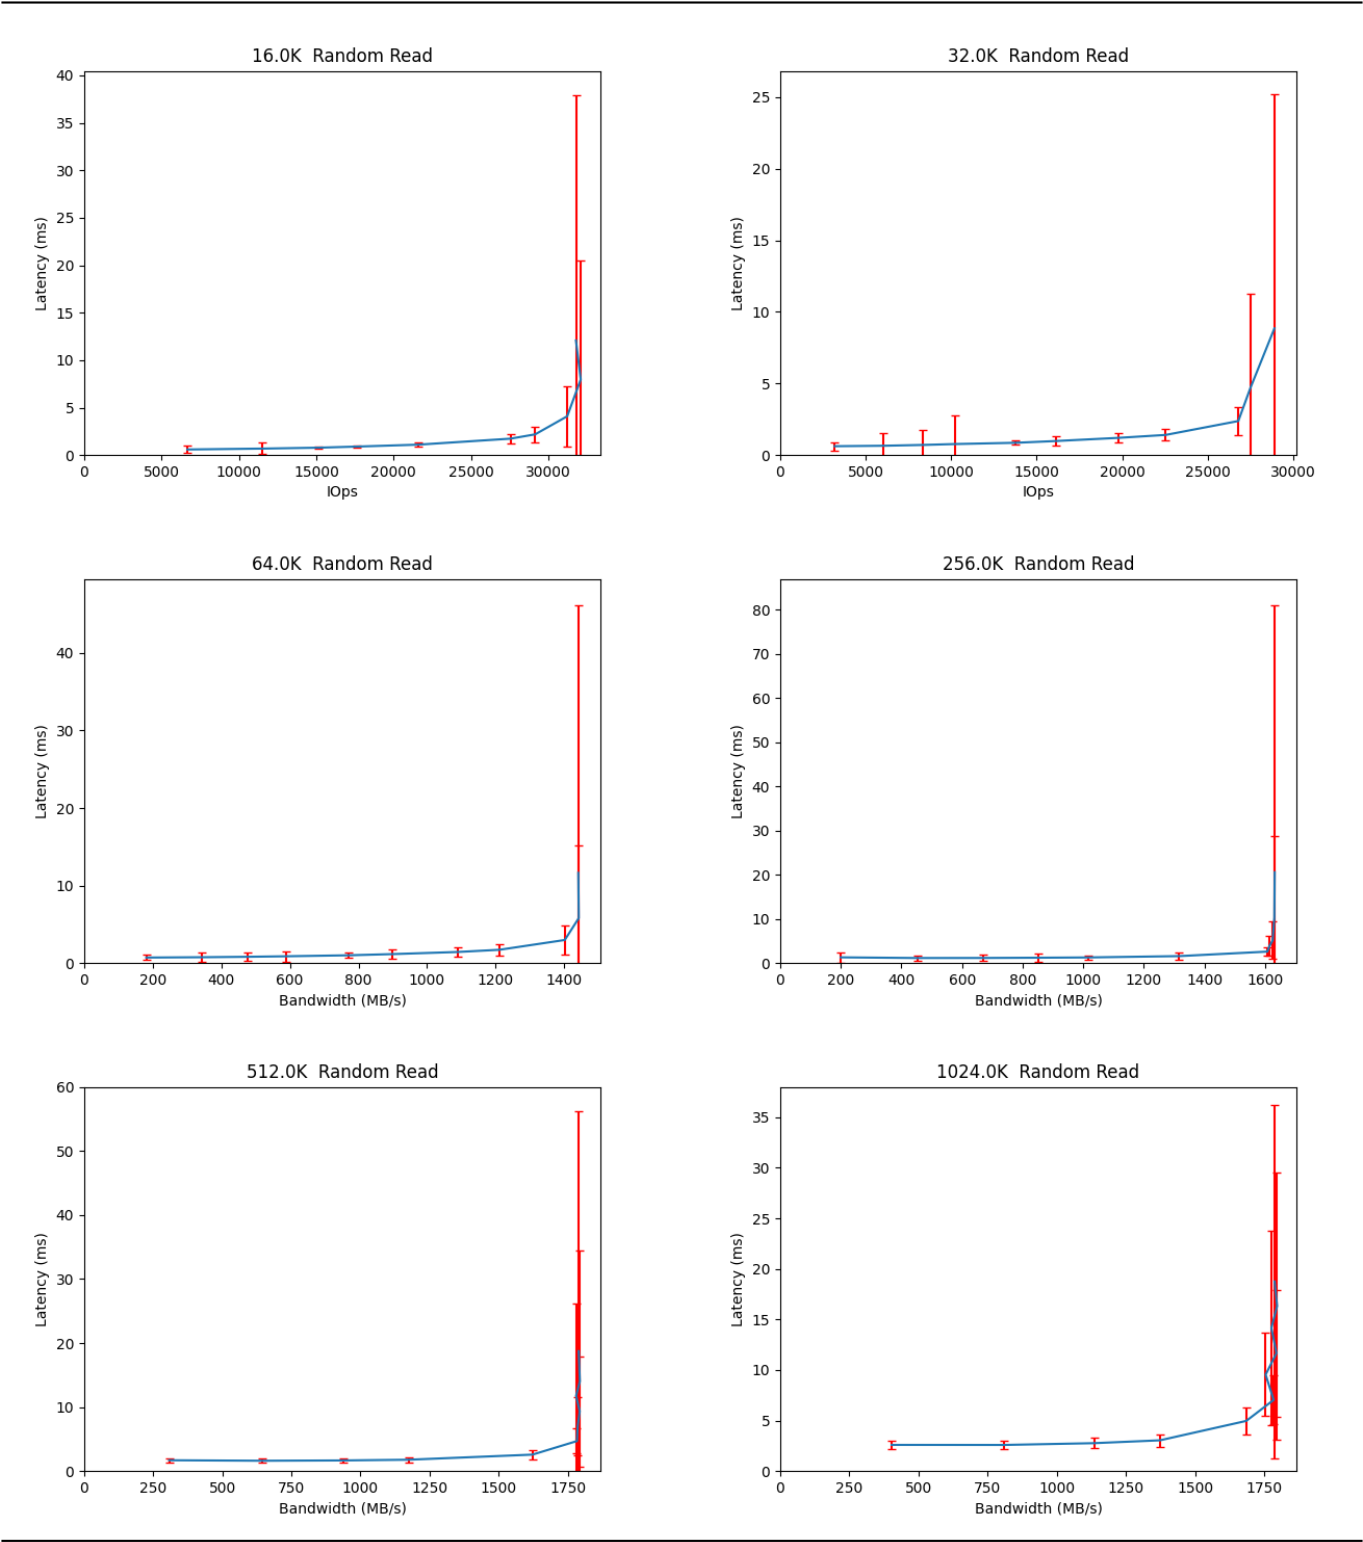 16.0K  Random Read
40
35
30
25
20
15
10
5
0
Latency (ms)
0 5000 10000 15000 20000 25000 30000
IOps
32.0K  Random Read
25
20
15
10
5
0
Latency (ms)
0 5000 10000 15000 20000 25000 30000
IOps
64.0K  Random Read
40
30
20
10
0
Latency (ms)
0 200 400 600 800 1000 1200 1400
Bandwidth (MB/s)
256.0K  Random Read
80
70
60
50
40
30
20
10
0
Latency (ms)
0 200 400 600 800 1000 1200 1400 1600
Bandwidth (MB/s)
512.0K  Random Read
60
50
40
30
20
10
0
Latency (ms)
0 250 500 750 1000 1250 1500 1750
Bandwidth (MB/s)
1024.0K  Random Read
35
30
25
20
15
10
5
0
Latency (ms)
0 250 500 750 1000 1250 1500 1750
Bandwidth (MB/s)